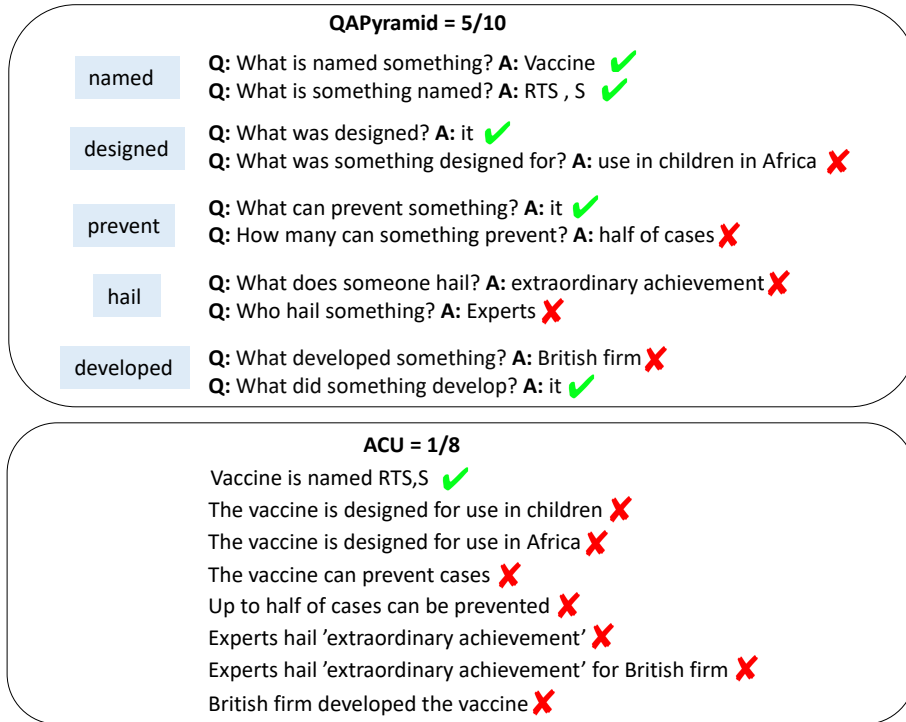 QAPyramid = 5/10
named
Q: What is named something? A: Vaccine
Q: What is something named? A: RTS , S
designed
Q: What was designed? A: it
Q: What was something designed for? A: use in children in Africa
prevent
Q: What can prevent something? A: it
Q: How many can something prevent? A: half of cases
hail
Q: What does someone hail? A: extraordinary achievement
Q: Who hail something? A: Experts
developed
Q: What developed something? A: British firm
Q: What did something develop? A: it
ACU = 1/8
Vaccine is named RTS,S
The vaccine is designed for use in children
The vaccine is designed for use in Africa
The vaccine can prevent cases
Up to half of cases can be prevented
Experts hail ’extraordinary achievement’
Experts hail ’extraordinary achievement’ for British firm
British firm developed the vaccine